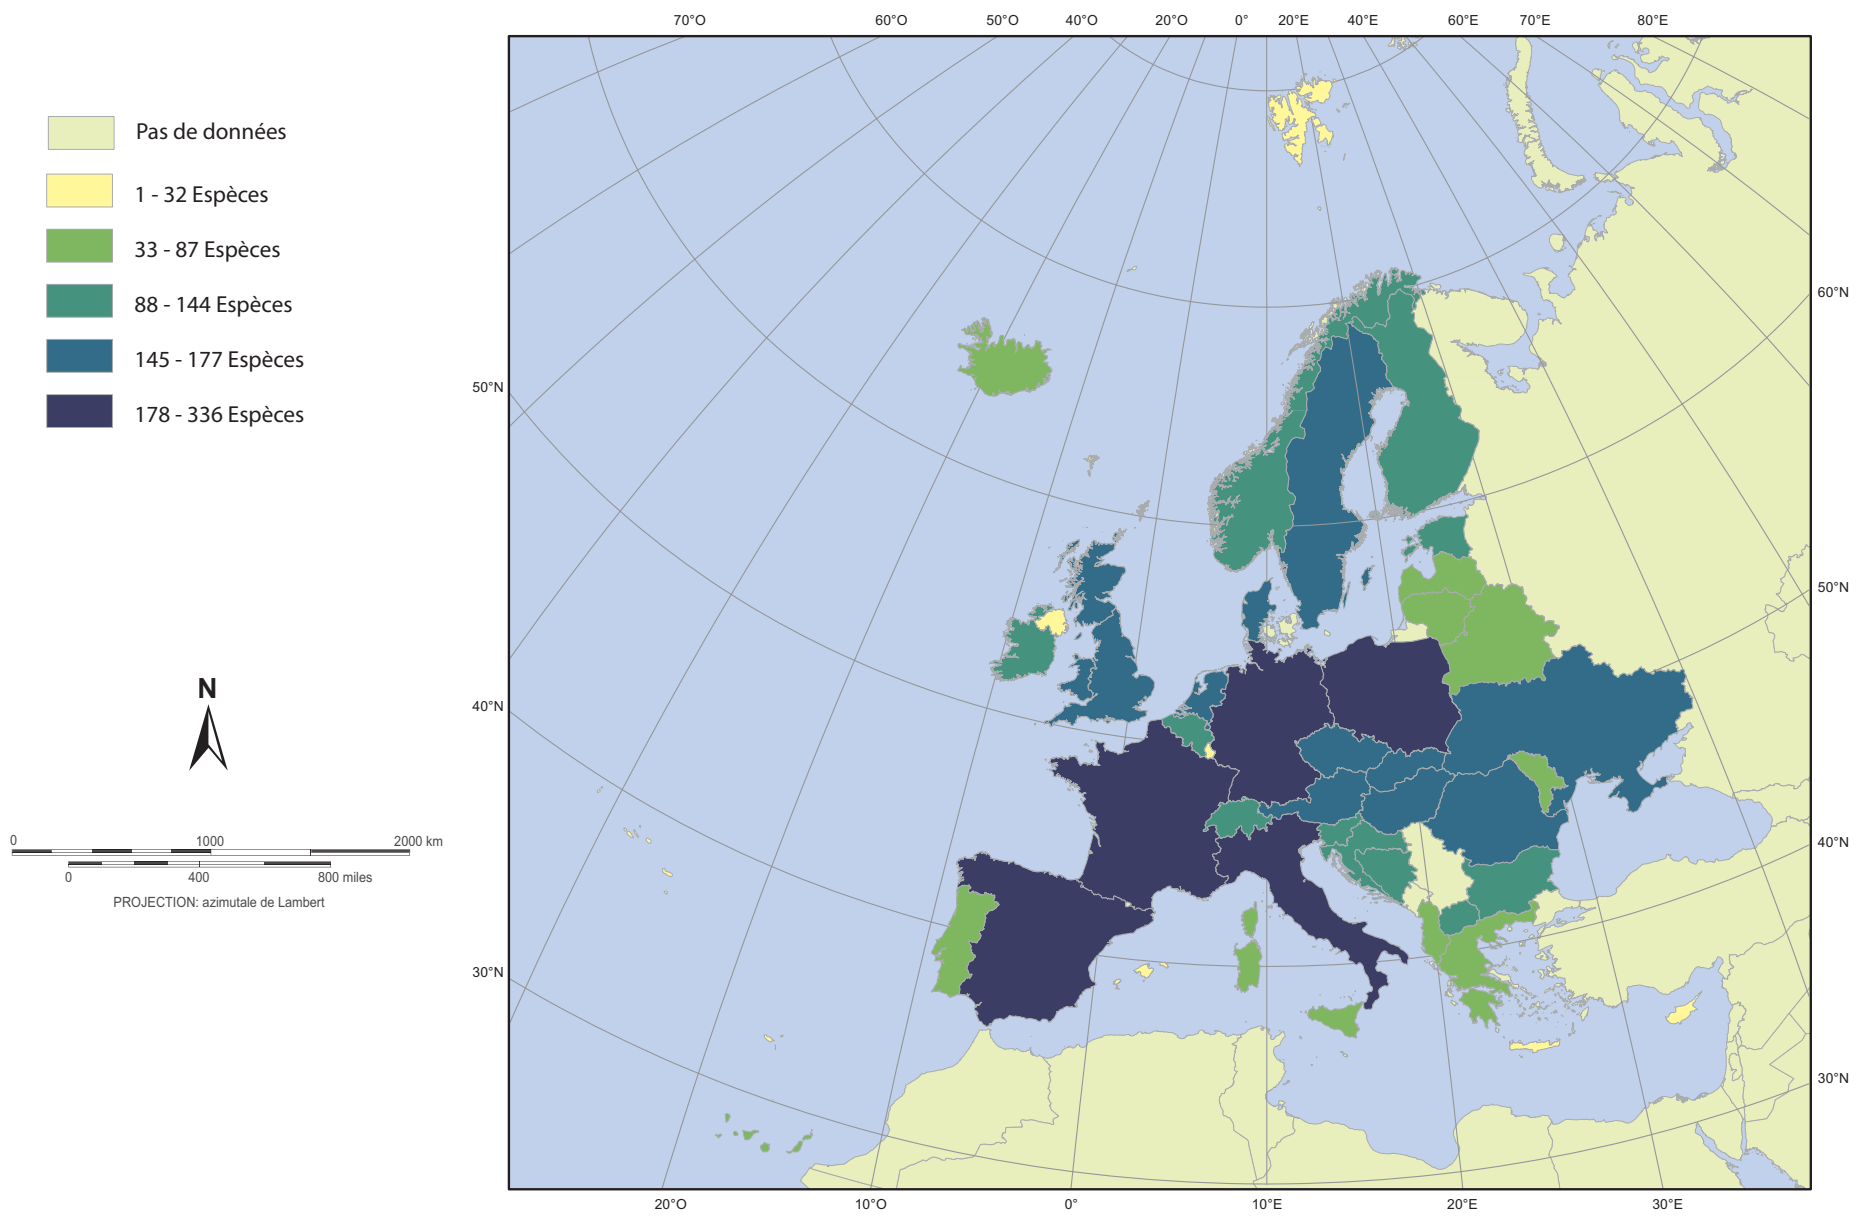 70°O 60°O 50°O 40°O 20°O 0° 20°E 40°E 60°E 70°E 80°E
Pas de données
1 - 32 Espèces
33 - 87 Espèces
88 - 144 Espèces
145 - 177 Espèces
178 - 336 Espèces
50°N
40°N
30°N
60°N
50°N
40°N
30°N
N
0 1000 2000 km
0 400 800 miles
PROJECTION: azimutale de Lambert
20°O 10°O 0° 10°E 20°E 30°E